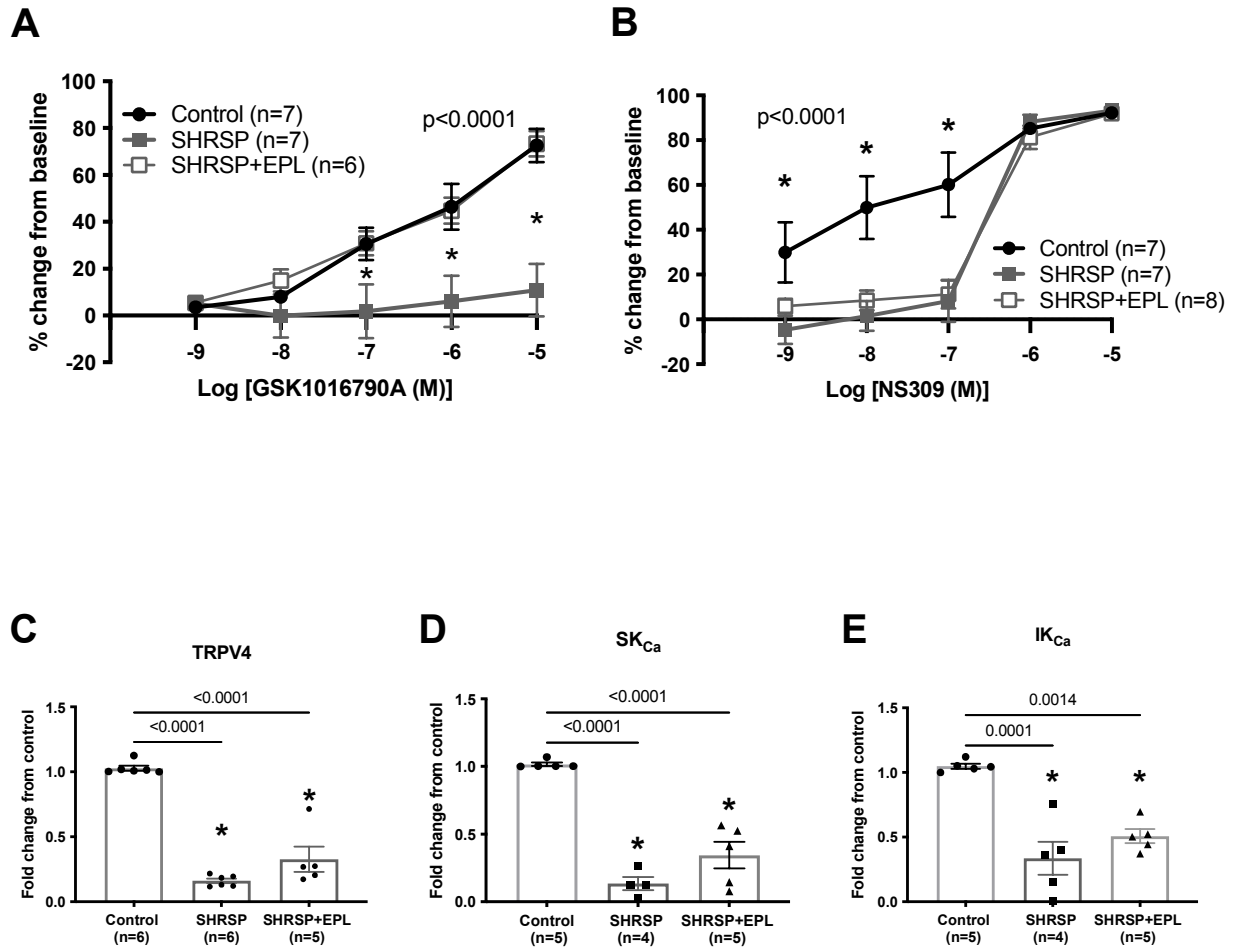 A
% change from baseline
100
80
60
40
20
0
-20
Control (n=7)
SHRSP (n=7)
SHRSP+EPL (n=6)
p<0.0001
*
*
*
-9 -8 -7 -6 -5
Log [GSK1016790A (M)]
B
% change from baseline
100
80
60
40
20
0
-20
p<0.0001
*
*
*
Control (n=7)
SHRSP (n=7)
SHRSP+EPL (n=8)
-9 -8 -7 -6 -5
Log [NS309 (M)]
C
TRPV4
Fold change from control
1.5
1.0
0.5
0.0
<0.0001
<0.0001
*
*
Control SHRSP SHRSP+EPL
(n=6) (n=6) (n=5)
D
SKCa
Fold change from control
1.5
1.0
0.5
0.0
<0.0001
<0.0001
*
*
Control SHRSP SHRSP+EPL
(n=5) (n=4) (n=5)
E
IKCa
Fold change from control
1.5
1.0
0.5
0.0
0.0014
0.0001
*
*
Control SHRSP SHRSP+EPL
(n=5) (n=4) (n=5)